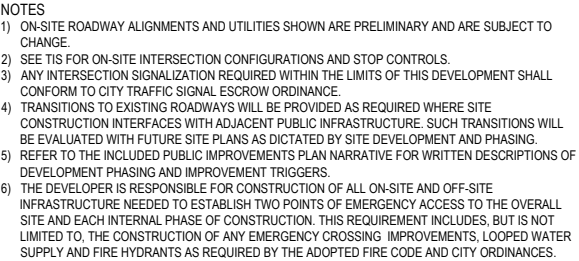 NOTES
1) ON-SITE ROADWAY ALIGNMENTS AND UTILITIES SHOWN ARE PRELIMINARY AND ARE SUBJECT TO
CHANGE.
2) SEE TIS FOR ON-SITE INTERSECTION CONFIGURATIONS AND STOP CONTROLS.
3) ANY INTERSECTION SIGNALIZATION REQUIRED WITHIN THE LIMITS OF THIS DEVELOPMENT SHALL
CONFORM TO CITY TRAFFIC SIGNAL ESCROW ORDINANCE.
4) TRANSITIONS TO EXISTING ROADWAYS WILL BE PROVIDED AS REQUIRED WHERE SITE
CONSTRUCTION INTERFACES WITH ADJACENT PUBLIC INFRASTRUCTURE. SUCH TRANSITIONS WILL
BE EVALUATED WITH FUTURE SITE PLANS AS DICTATED BY SITE DEVELOPMENT AND PHASING.
5) REFER TO THE INCLUDED PUBLIC IMPROVEMENTS PLAN NARRATIVE FOR WRITTEN DESCRIPTIONS OF
DEVELOPMENT PHASING AND IMPROVEMENT TRIGGERS.
6) THE DEVELOPER IS RESPONSIBLE FOR CONSTRUCTION OF ALL ON-SITE AND OFF-SITE
INFRASTRUCTURE NEEDED TO ESTABLISH TWO POINTS OF EMERGENCY ACCESS TO THE OVERALL
SITE AND EACH INTERNAL PHASE OF CONSTRUCTION. THIS REQUIREMENT INCLUDES, BUT IS NOT
LIMITED TO, THE CONSTRUCTION OF ANY EMERGENCY CROSSING IMPROVEMENTS, LOOPED WATER
SUPPLY AND FIRE HYDRANTS AS REQUIRED BY THE ADOPTED FIRE CODE AND CITY ORDINANCES.